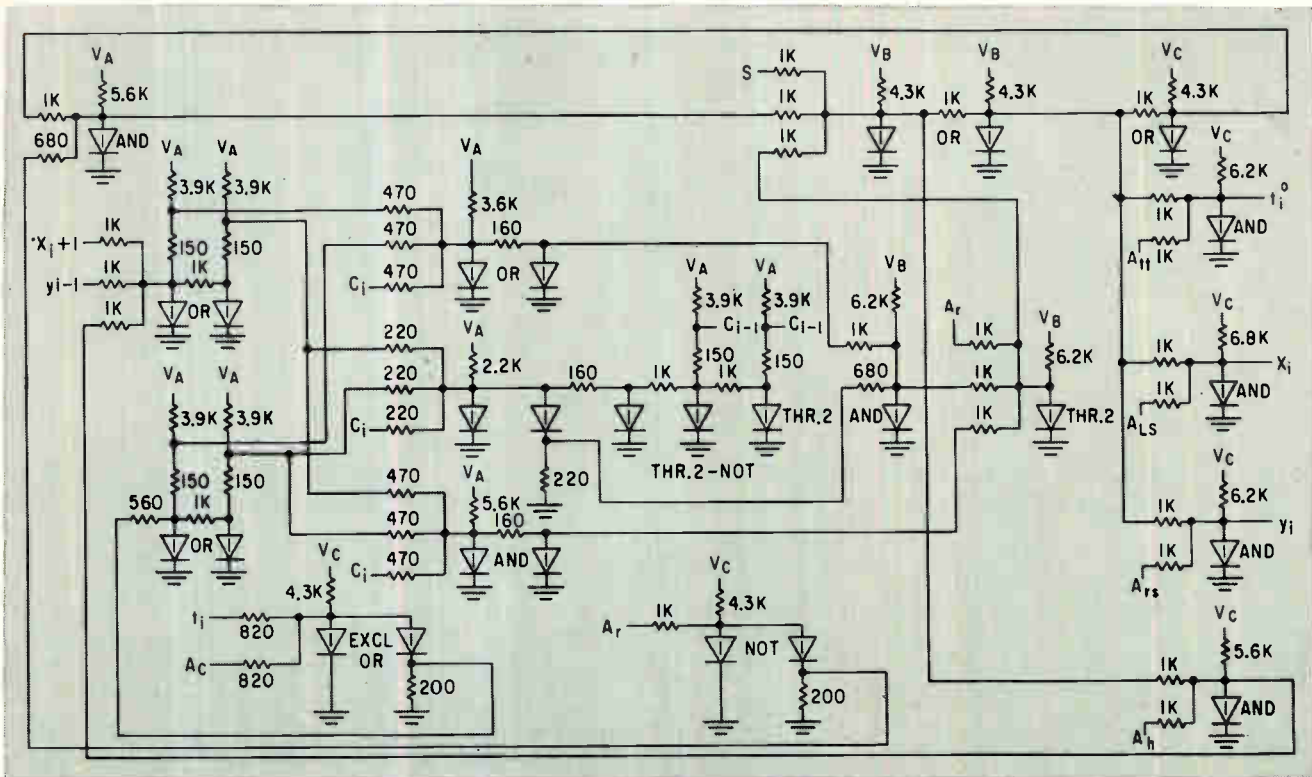 VA
5.6K
1K
680
AND
VA VA
3.9K 3.9K
150 150
1K
Xi+1
1K
yi-1
1K
1K
OR
VA VA
3.9K 3.9K
150 150
560
1K
OR
470
470
Ci 470
VA
3.6K
160
OR
220
220
Ci 220
VA
2.2K
160
1K
220
THR.2-NOT
VA VA
3.9K 3.9K
Ci-1 Ci-1
150 150
1K
THR.2
470
470
Ci 470
VA
5.6K
160
AND
VC
4.3K
ti 820
AC 820
EXCL
OR
200
VC
4.3K
Ar 1K
NOT
200
S 1K
1K
1K
VB
4.3K
1K
OR
VB
4.3K
VB
6.2K
1K
680
AND
Ar
1K
1K
1K
VB
6.2K
THR.2
VC
4.3K
1K
OR
VC
6.2K
1K
1K
Att
AND
ti°
VC
6.8K
1K
1K
ALS
AND
Xi
VC
6.2K
1K
1K
Ars
AND
yi
VC
5.6K
1K
1K
Ah
AND